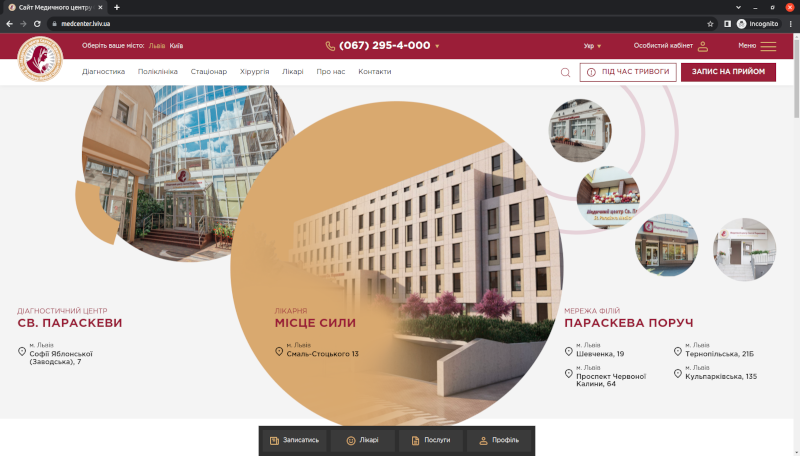 Сайт Медичного центру
medcenter.lviv.ua
Incognito
Оберіть ваше місто: Львів Київ
(067) 295-4-000
Укр
Особистий кабінет
Меню
Діагностика Поліклініка Стаціонар Хірургія Лікарі Про нас Контакти
ПІД ЧАС ТРИВОГИ
ЗАПИС НА ПРИЙОМ
ДІАГНОСТИЧНИЙ ЦЕНТР
СВ. ПАРАСКЕВИ
м. Львів
Софії Яблонської
(Заводська), 7
ЛІКАРНЯ
МІСЦЕ СИЛИ
м. Львів
Смаль-Стоцького 13
МЕРЕЖА ФІЛІЙ
ПАРАСКЕВА ПОРУЧ
м. Львів
Шевченка, 19
м. Львів
Тернопільська, 21Б
м. Львів
Проспект Червоної
Калини, 64
м. Львів
Кульпарківська, 135
Записатись
Лікарі
Послуги
Профіль